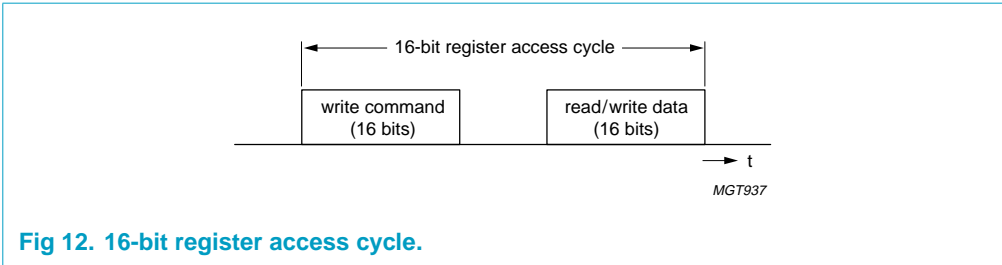 16-bit register access cycle
write command
(16 bits)
read/write data
(16 bits)
t
MGT937
Fig 12. 16-bit register access cycle.